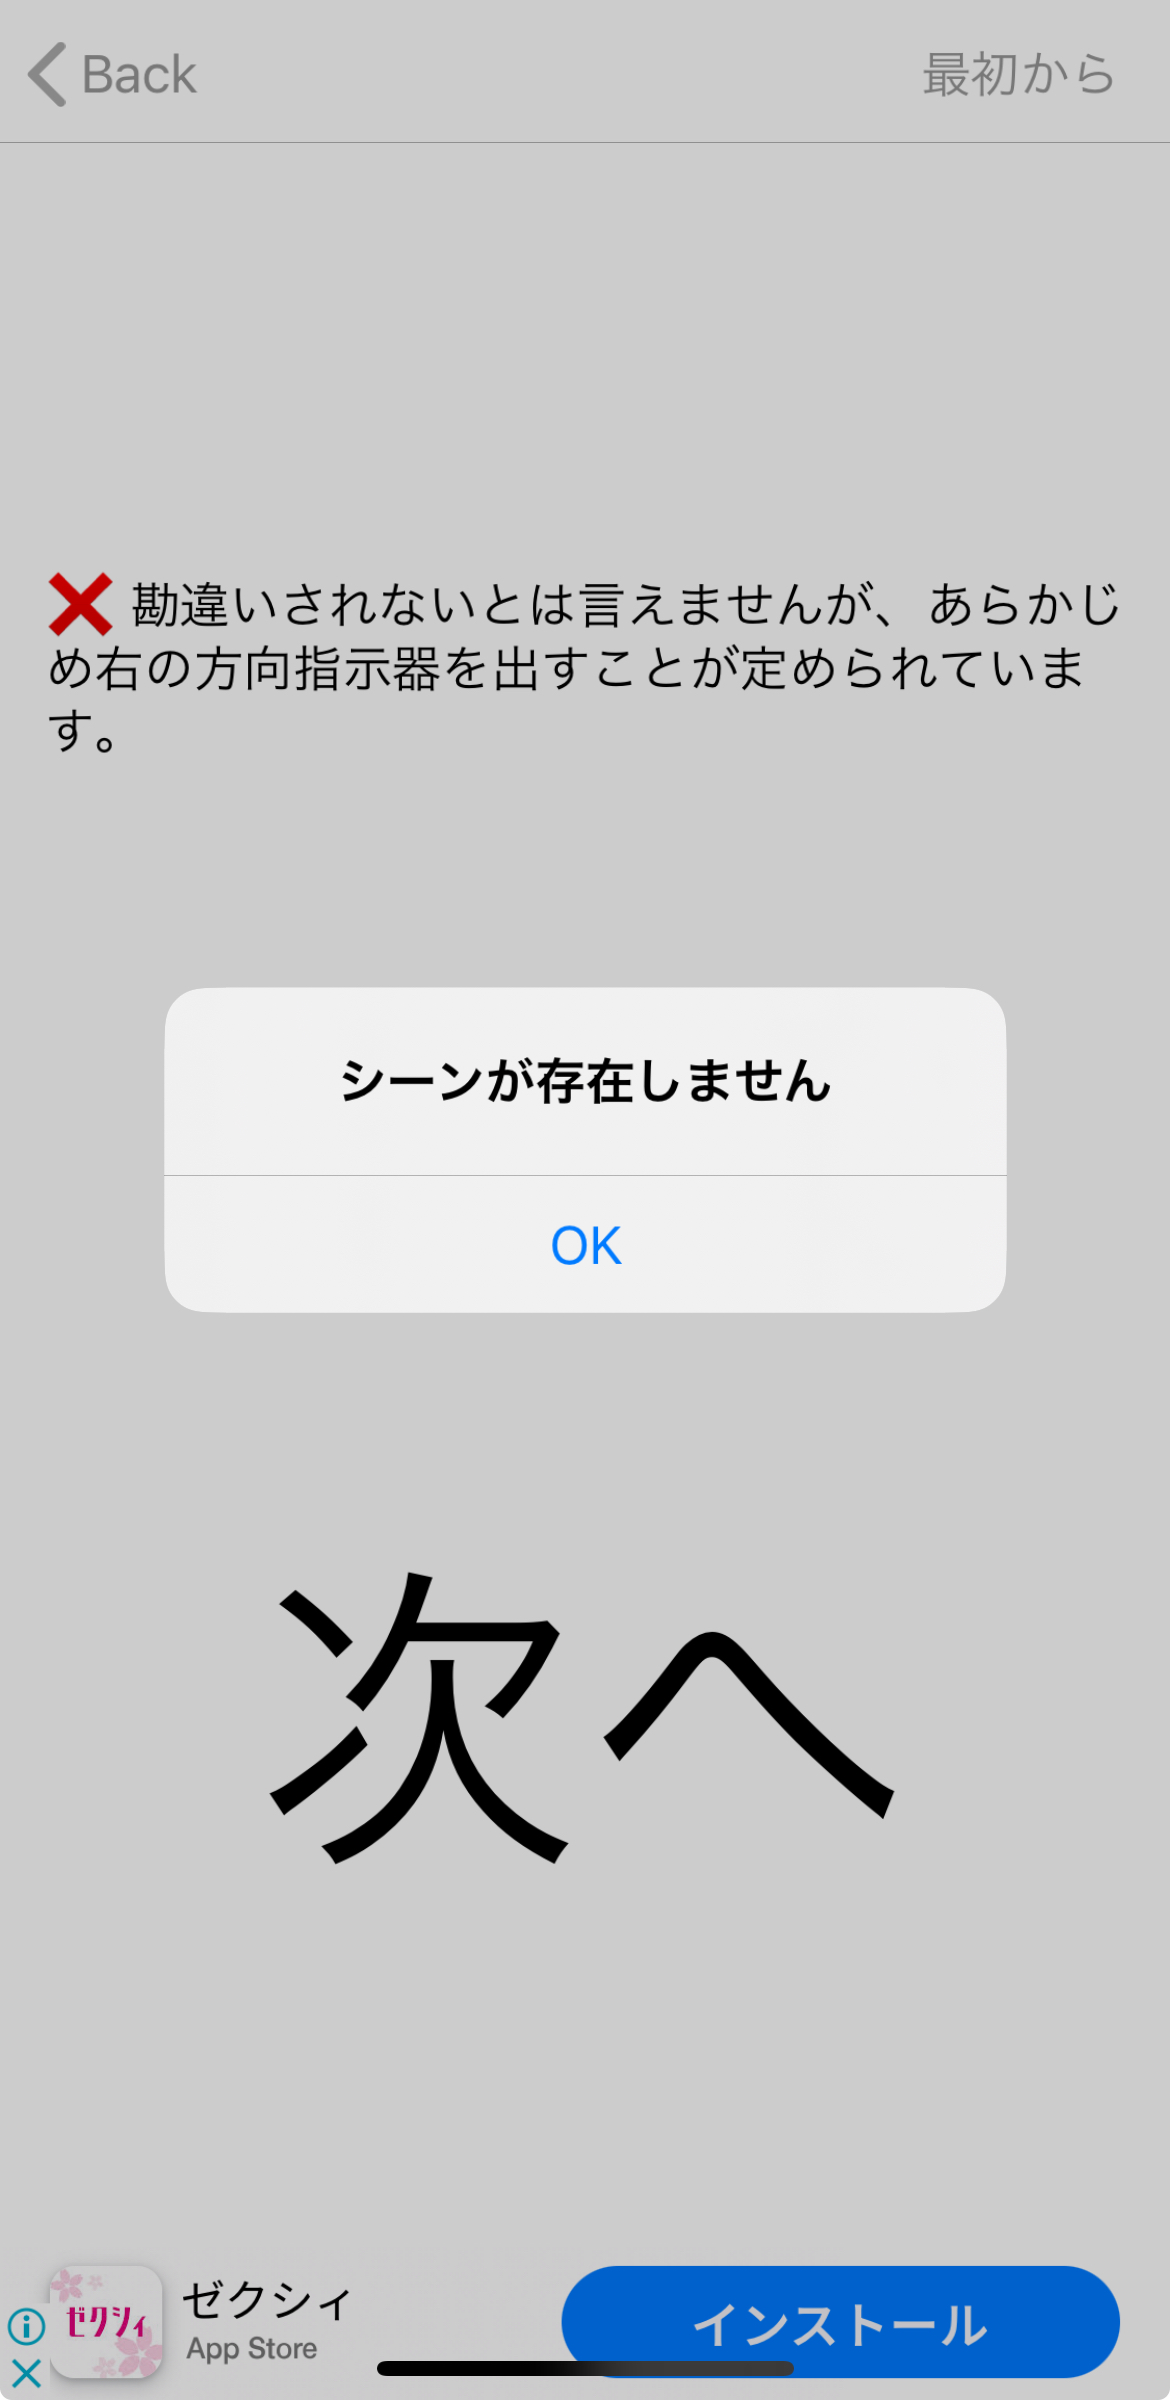 Back
最初から
❌ 勘違いされないとは言えませんが、あらかじ
め右の方向指示器を出すことが定められていま
す。
シーンが存在しません
OK
次へ
ゼクシィ
ゼクシィ
App Store
インストール